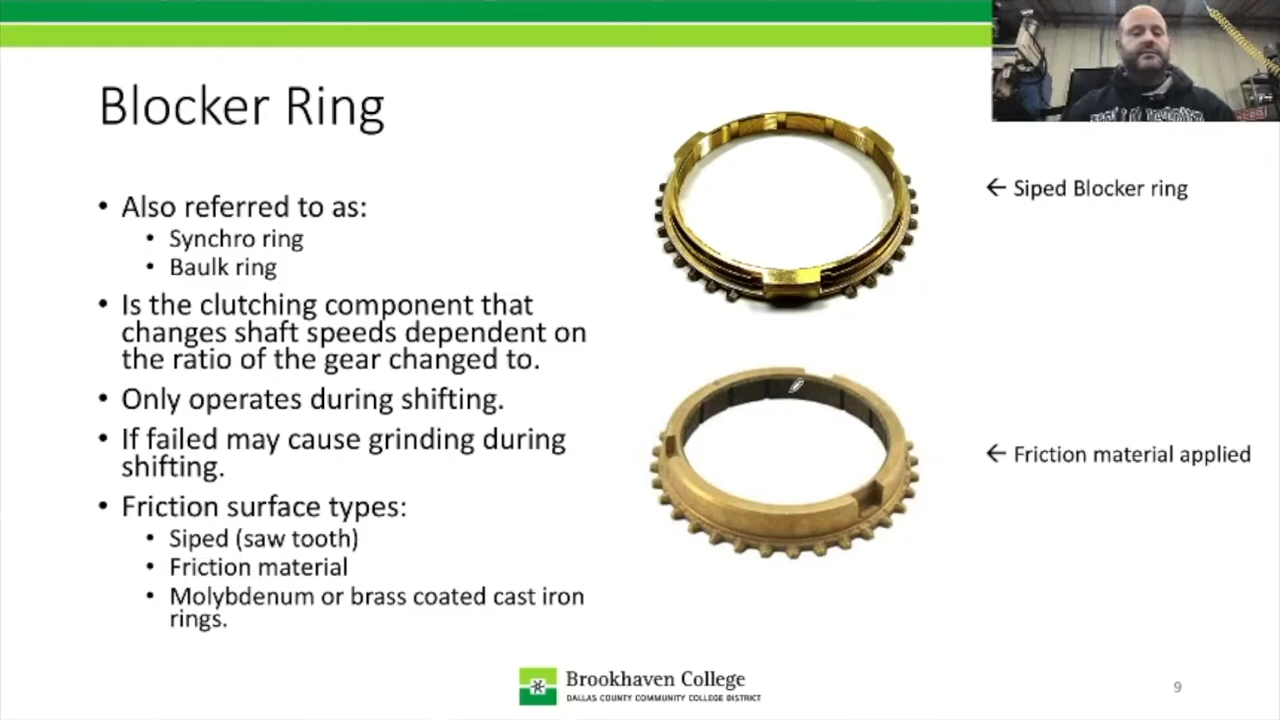 Blocker Ring
• Also referred to as:
• Synchro ring
• Baulk ring
• Is the clutching component that
changes shaft speeds dependent on
the ratio of the gear changed to.
• Only operates during shifting.
• If failed may cause grinding during
shifting.
• Friction surface types:
• Siped (saw tooth)
• Friction material
• Molybdenum or brass coated cast iron
rings.
← Siped Blocker ring
← Friction material applied
Brookhaven College
DALLAS COUNTY COMMUNITY COLLEGE DISTRICT
9